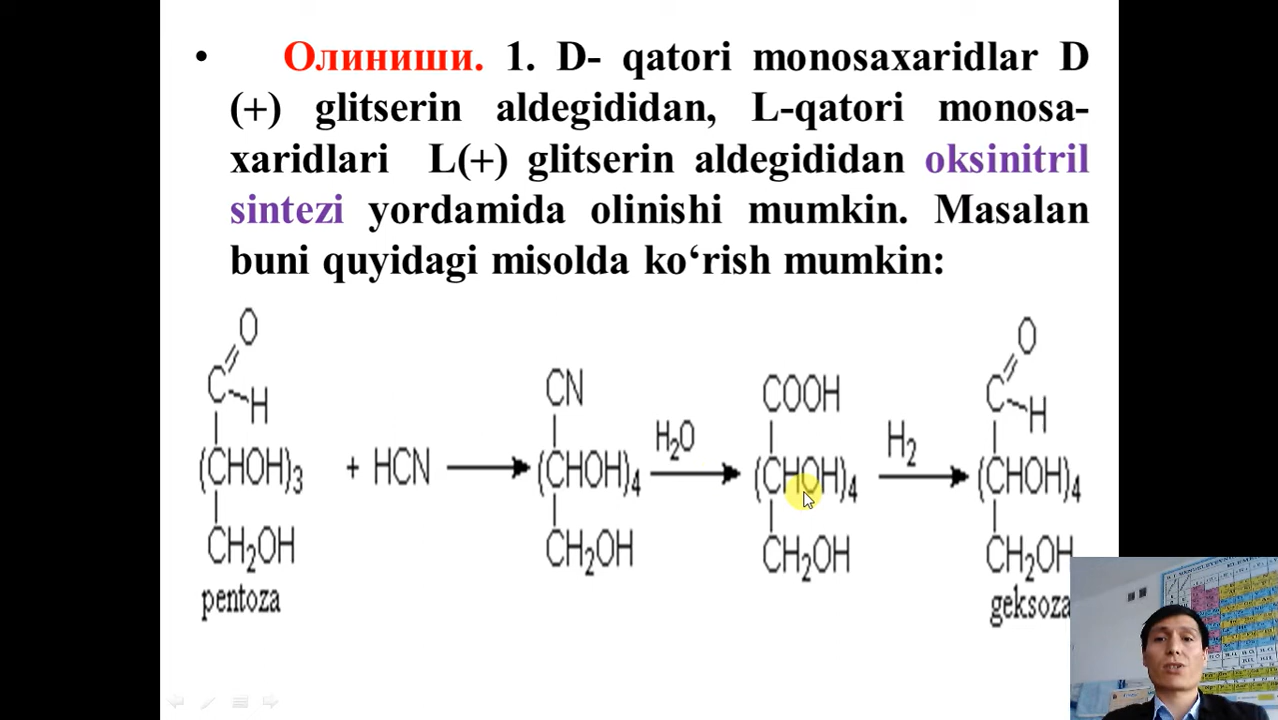 • Олиниши. 1. D- qatori monosaxaridlar D
(+) glitserin aldegididan, L-qatori monosa-
xaridlari L(+) glitserin aldegididan oksinitril
sintezi yordamida olinishi mumkin. Masalan
buni quyidagi misolda ko‘rish mumkin:
O
C
H
(CHOH)3
CH2OH
pentoza
+ HCN
CN
(CHOH)4
CH2OH
H2O
COOH
(CHOH)4
CH2OH
H2
O
C
H
(CHOH)4
CH2OH
geksoza